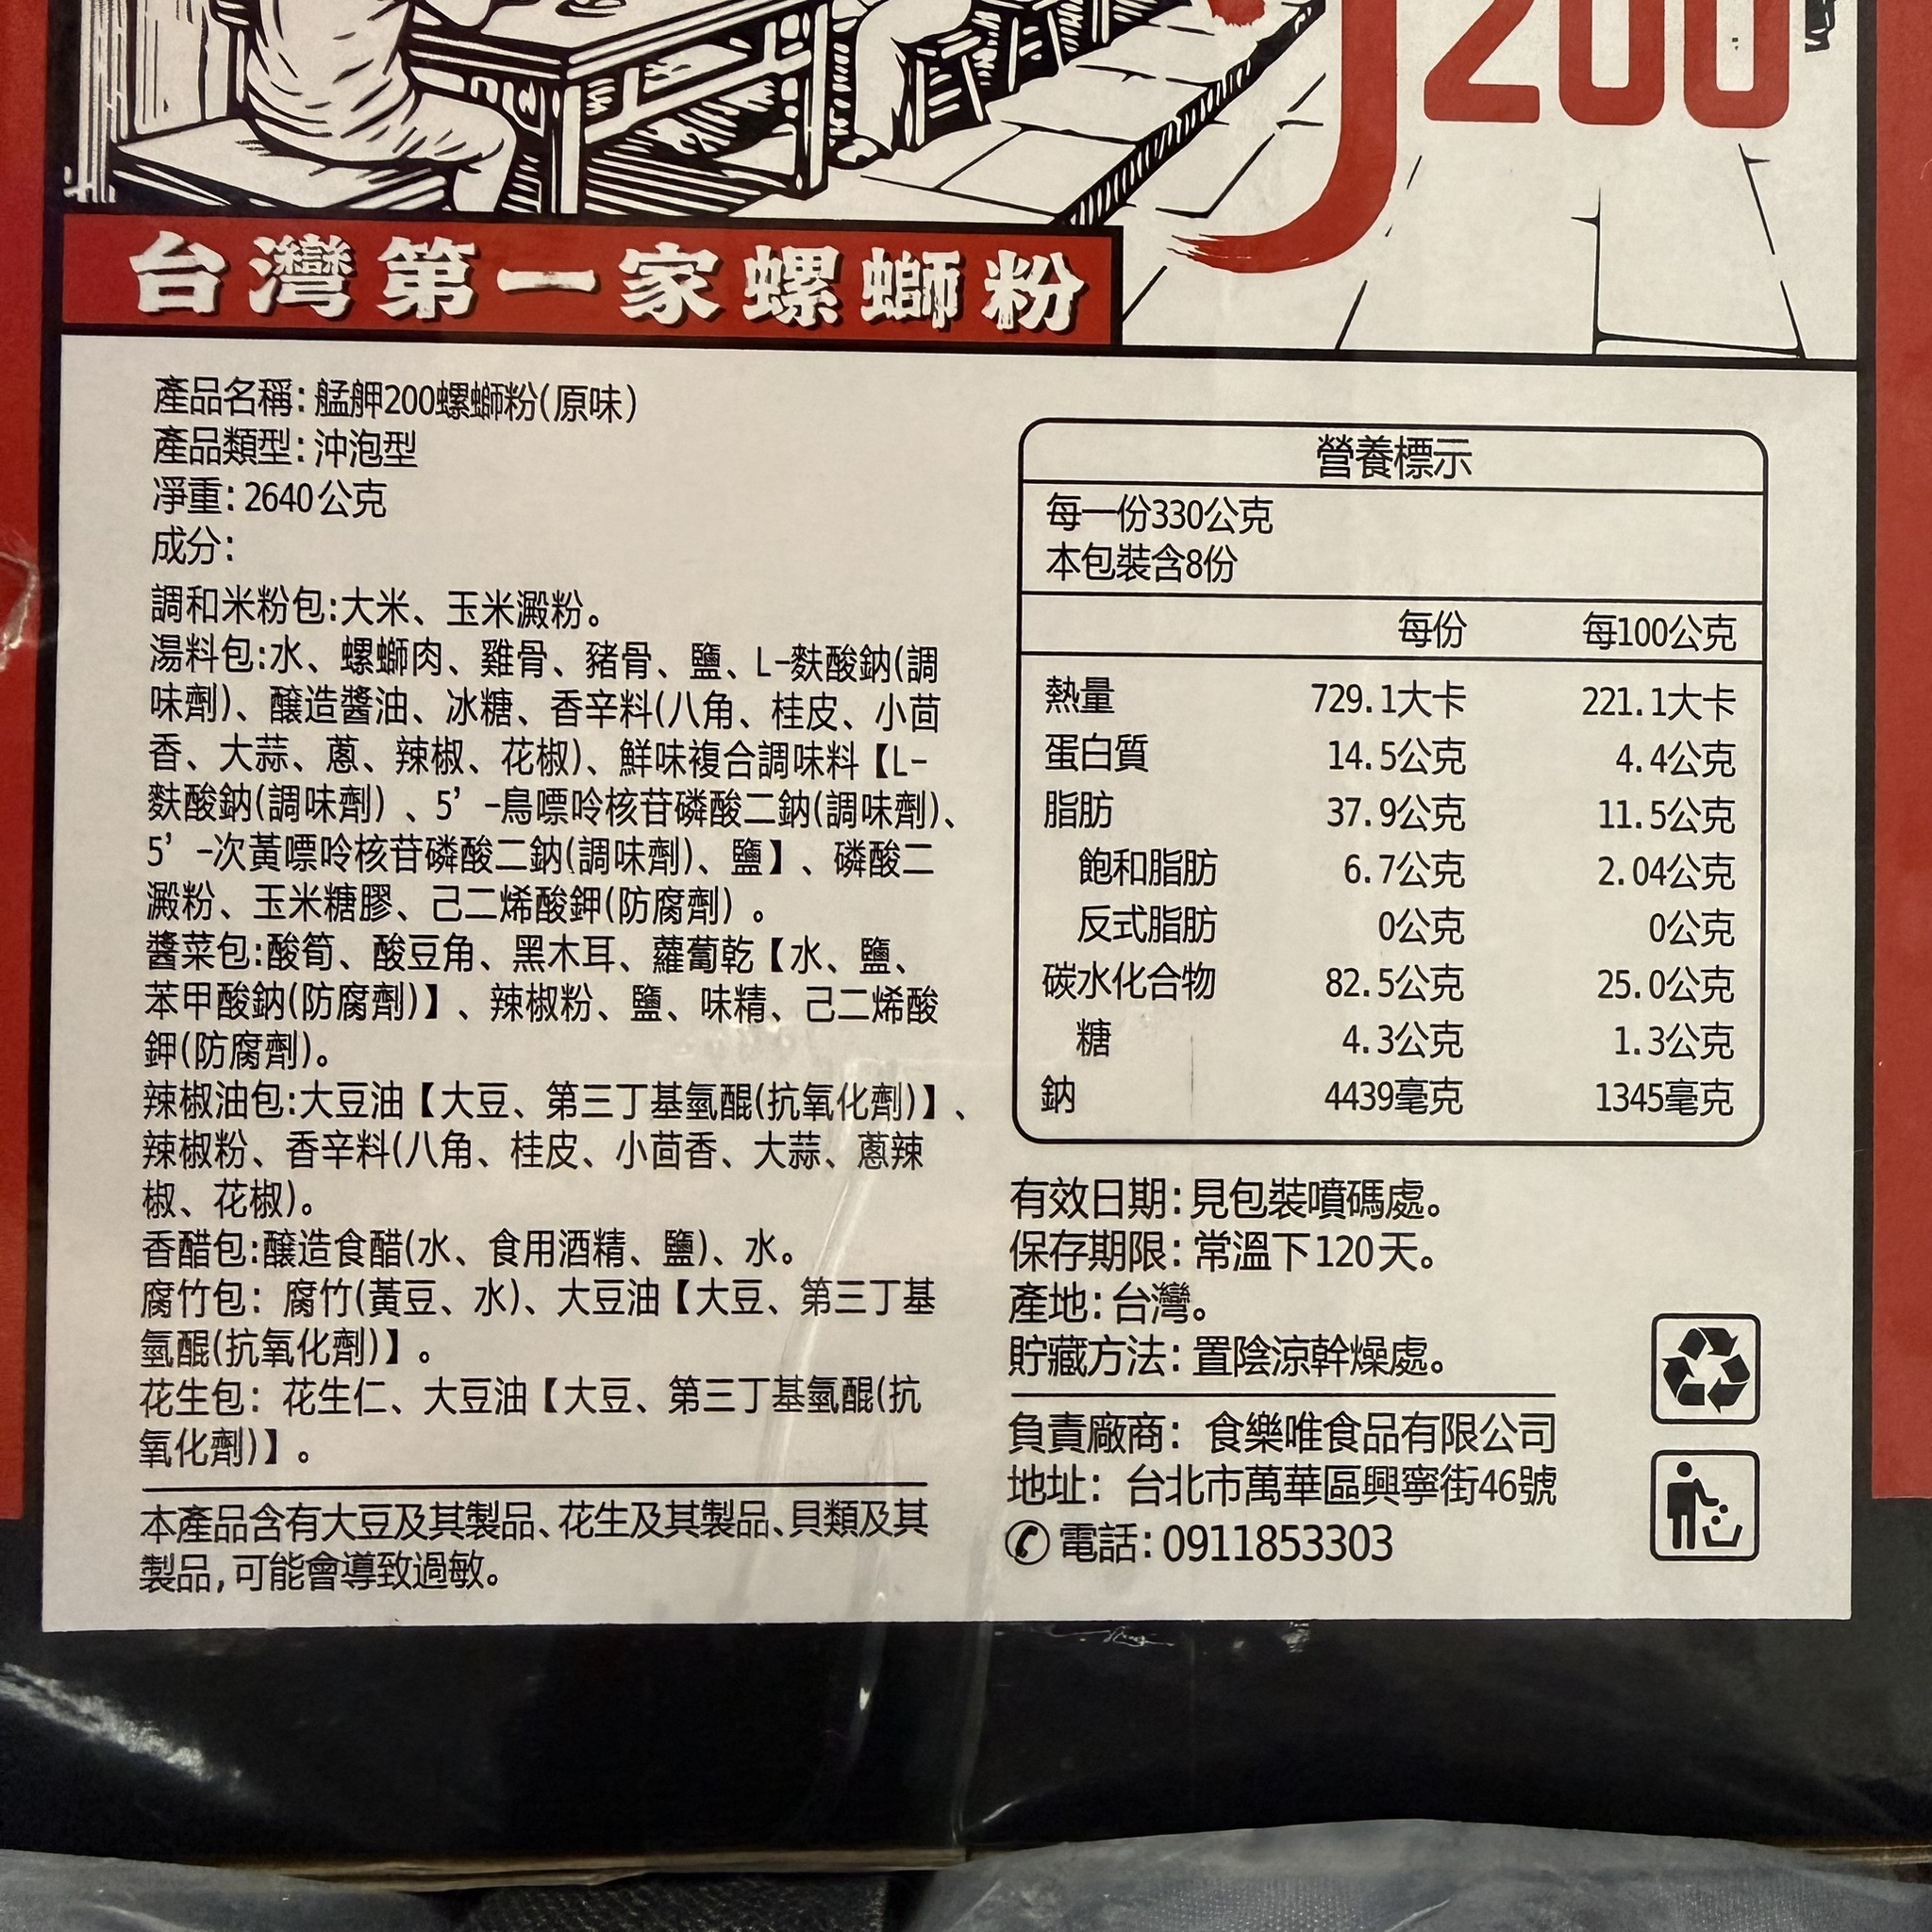 200
台灣第一家螺螄粉
產品名稱:艋舺200螺螄粉(原味)
產品類型:沖泡型
淨重:2640公克
成分:
調和米粉包:大米、玉米澱粉。
湯料包:水、螺螄肉、雞骨、豬骨、鹽、L-麩酸鈉(調
味劑)、醸造醬油、冰糖、香辛料(八角、桂皮、小茴
香、大蒜、蔥、辣椒、花椒)、鮮味複合調味料【L-
麩酸鈉(調味劑)、5’-鳥嘌呤核苷磷酸二鈉(調味劑)、
5’-次黃嘌呤核苷磷酸二鈉(調味劑)、鹽】、磷酸二
澱粉、玉米糖膠、己二烯酸鉀(防腐劑)。
醬菜包:酸筍、酸豆角、黑木耳、蘿蔔乾【水、鹽、
苯甲酸鈉(防腐劑)】、辣椒粉、鹽、味精、己二烯酸
鉀(防腐劑)。
辣椒油包:大豆油【大豆、第三丁基氫醌(抗氧化劑)】、
辣椒粉、香辛料(八角、桂皮、小茴香、大蒜、蔥辣
椒、花椒)。
香醋包:醸造食醋(水、食用酒精、鹽)、水。
腐竹包:腐竹(黃豆、水)、大豆油【大豆、第三丁基
氫醌(抗氧化劑)】。
花生包:花生仁、大豆油【大豆、第三丁基氫醌(抗
氧化劑)】。
本產品含有大豆及其製品、花生及其製品、貝類及其
製品,可能會導致過敏。
營養標示
每一份330公克
本包裝含8份
每份 每100公克
熱量 729.1大卡 221.1大卡
蛋白質 14.5公克 4.4公克
脂肪 37.9公克 11.5公克
飽和脂肪 6.7公克 2.04公克
反式脂肪 0公克 0公克
碳水化合物 82.5公克 25.0公克
糖 4.3公克 1.3公克
鈉 4439毫克 1345毫克
有效日期:見包裝噴碼處。
保存期限:常溫下120天。
產地:台灣。
貯藏方法:置陰涼幹燥處。
負責廠商:食樂唯食品有限公司
地址:台北市萬華區興寧街46號
電話:0911853303